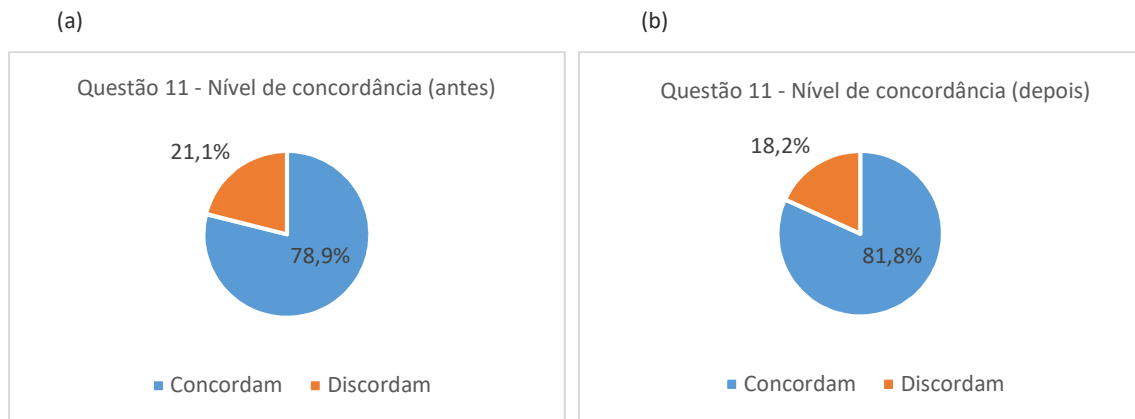 (a)
Questão 11 - Nível de concordância (antes)
21,1%
78,9%
Concordam
Discordam
(b)
Questão 11 - Nível de concordância (depois)
18,2%
81,8%
Concordam
Discordam